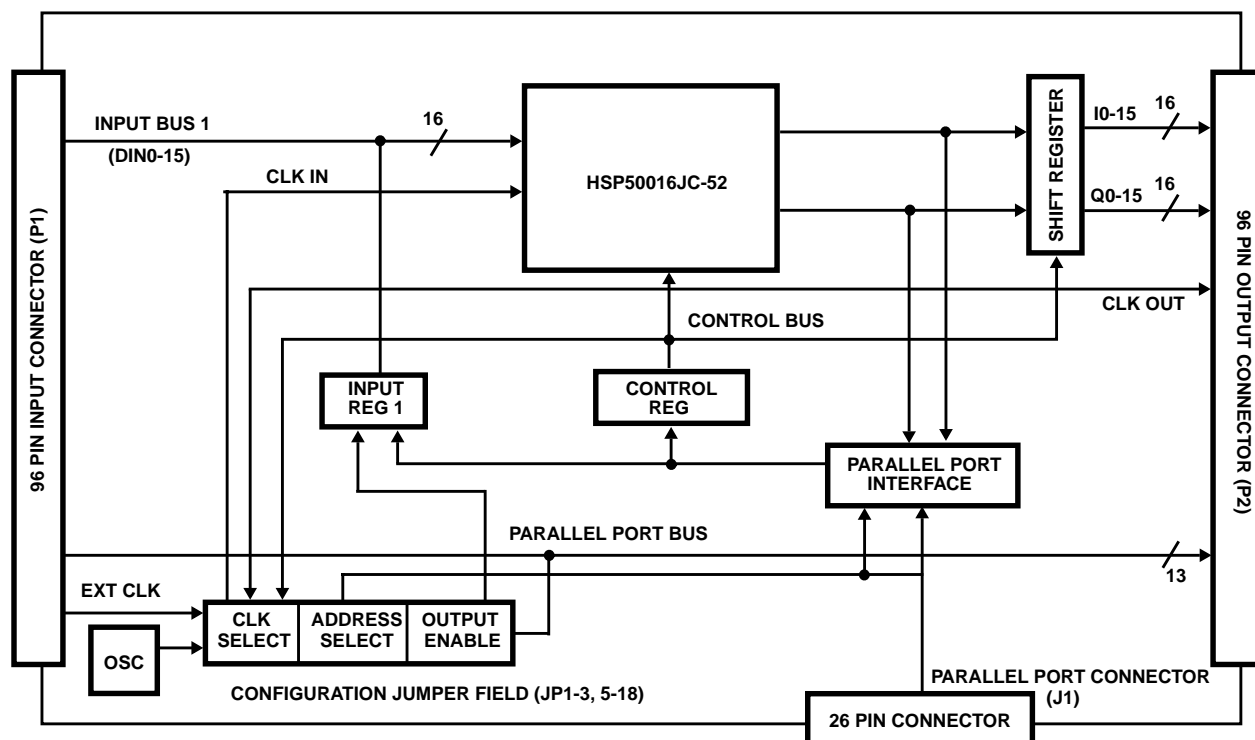 96 PIN INPUT CONNECTOR (P1)
INPUT BUS 1
(DIN0-15)
16
CLK IN
HSP50016JC-52
SHIFT REGISTER
I0-15
16
Q0-15
16
96 PIN OUTPUT CONNECTOR (P2)
CLK OUT
CONTROL BUS
INPUT
REG 1
CONTROL
REG
PARALLEL PORT
INTERFACE
PARALLEL PORT BUS
13
EXT CLK
OSC
CLK
SELECT
ADDRESS
SELECT
OUTPUT
ENABLE
CONFIGURATION JUMPER FIELD (JP1-3, 5-18)
PARALLEL PORT CONNECTOR
(J1)
26 PIN CONNECTOR